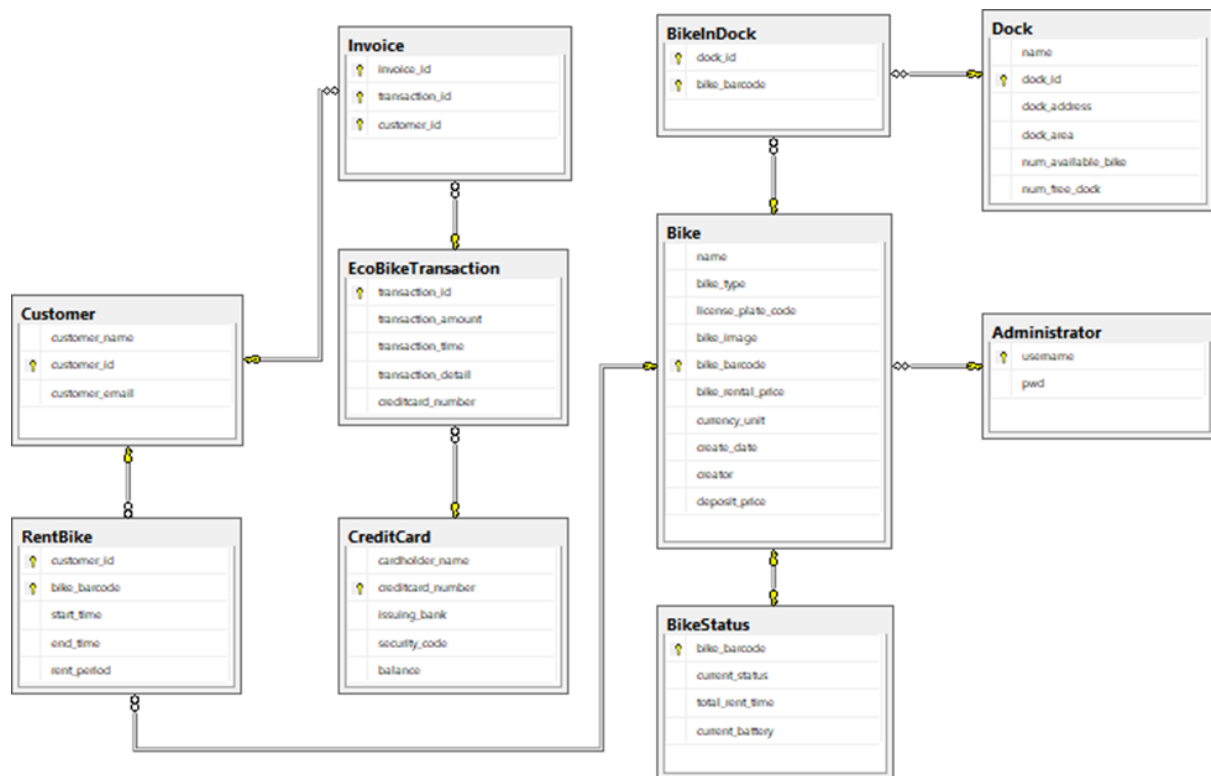 Invoice
invoice_id
transaction_id
customer_id
BikeInDock
dock_id
bike_barcode
Dock
name
dock_id
dock_address
dock_area
num_available_bike
num_free_dock
EcoBikeTransaction
transaction_id
transaction_amount
transaction_time
transaction_detail
creditcard_number
Bike
name
bike_type
license_plate_code
bike_image
bike_barcode
bike_rental_price
currency_unit
create_date
creator
deposit_price
Customer
customer_name
customer_id
customer_email
Administrator
username
pwd
RentBike
customer_id
bike_barcode
start_time
end_time
rent_period
CreditCard
cardholder_name
creditcard_number
issuing_bank
security_code
balance
BikeStatus
bike_barcode
current_status
total_rent_time
current_battery